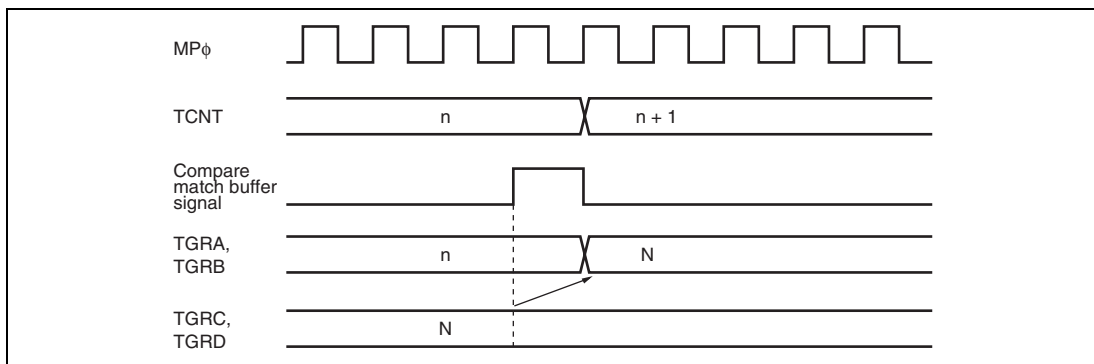 MPϕ
TCNT
n
n + 1
Compare
match buffer
signal
TGRA,
TGRB
n
N
TGRC,
TGRD
N